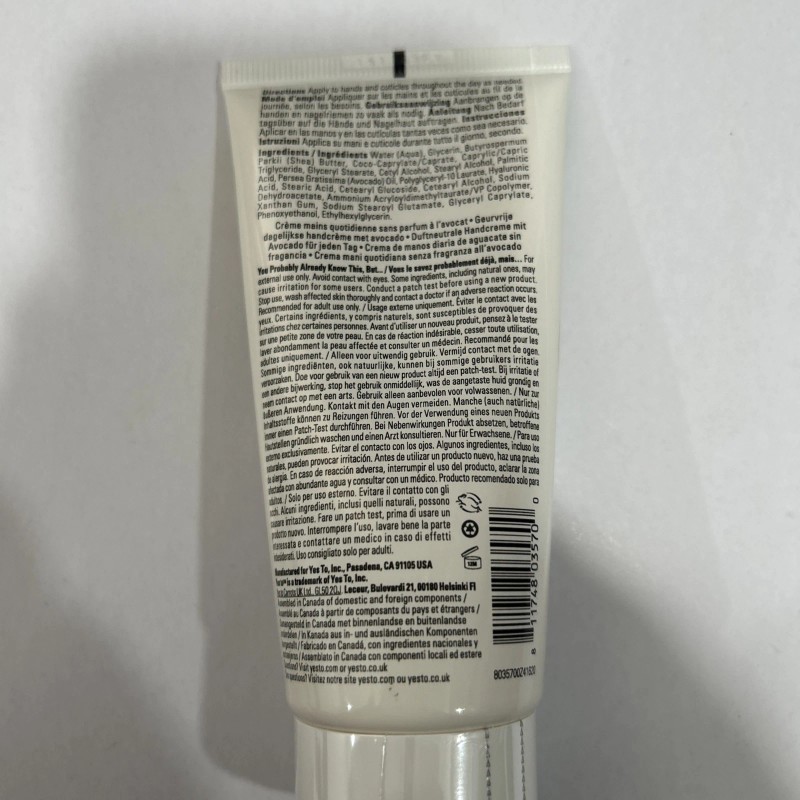 Directions Apply to hands and cuticles throughout the day as needed.
Mode d'emploi Appliquer sur les mains et les cuticules au fil de la
journée, selon les besoins. Gebruiksaanwijzing Aanbrengen op de
handen en nagelriemen zo vaak als nodig. Anleitung Nach Bedarf
tagsüber auf die Hände und Nagelhaut auftragen. Instrucciones
Aplicar en las manos y en las cutículas tantas veces como sea necesario.
Istruzioni Applica su mani e cuticole durante tutto il giorno, secondo.
Ingredients / Ingrédients Water (Aqua), Glycerin, Butyrospermum
Parkii (Shea) Butter, Coco-Caprylate/Caprate, Caprylic/Capric
Triglyceride, Glyceryl Stearate, Cetyl Alcohol, Stearyl Alcohol, Palmitic
Acid, Persea Gratissima (Avocado) Oil, Polyglyceryl-10 Laurate, Hyaluronic
Acid, Stearic Acid, Cetearyl Glucoside, Cetearyl Alcohol, Sodium
Dehydroacetate, Ammonium Acryloyldimethyltaurate/VP Copolymer,
Xanthan Gum, Sodium Stearoyl Glutamate, Glyceryl Caprylate,
Phenoxyethanol, Ethylhexylglycerin.
Crème mains quotidienne sans parfum à l'avocat • Geurvrije
dagelijkse handcrème met avocado • Duftneutrale Handcreme mit
Avocado für jeden Tag • Crema de manos diaria de aguacate sin
fragancia • Crema mani quotidiana senza fragranza all'avocado
You Probably Already Know This, But... / Vous le savez probablement déjà, mais... For
external use only. Avoid contact with eyes. Some ingredients, including natural ones, may
cause irritation for some users. Conduct a patch test before using a new product.
Stop use, wash affected skin thoroughly and contact a doctor if an adverse reaction occurs.
Recommended for adult use only. / Usage externe uniquement. Éviter le contact avec les
yeux. Certains ingrédients, y compris naturels, sont susceptibles de provoquer des
irritations chez certaines personnes. Avant d'utiliser un nouveau produit, pensez à le tester
sur une petite zone de votre peau. En cas de réaction indésirable, cesser toute utilisation,
laver abondamment la peau affectée et consulter un médecin. Recommandé pour les
adultes uniquement. / Alleen voor uitwendig gebruik. Vermijd contact met de ogen.
Sommige ingrediënten, ook natuurlijke, kunnen bij sommige gebruikers irritatie
veroorzaken. Doe voor gebruik van een nieuw product altijd een patch-test. Bij irritatie of
een andere bijwerking, stop het gebruik onmiddellijk, was de aangetaste huid grondig en
neem contact op met een arts. Gebruik alleen aanbevolen voor volwassenen. / Nur zur
äußeren Anwendung. Kontakt mit den Augen vermeiden. Manche (auch natürliche)
Inhaltsstoffe können zu Reizungen führen. Vor der Verwendung eines neuen Produkts
immer einen Patch-Test durchführen. Bei Nebenwirkungen Produkt absetzen, betroffene
Hautstellen gründlich waschen und einen Arzt konsultieren. Nur für Erwachsene. / Para uso
externo exclusivamente. Evitar el contacto con los ojos. Algunos ingredientes, incluso los
naturales, pueden provocar irritación. Antes de utilizar un producto nuevo, haz una prueba
de alergia. En caso de reacción adversa, interrumpir el uso del producto, aclarar la zona
afectada con abundante agua y consultar con un médico. Producto recomendado solo para
adultos. / Solo per uso esterno. Evitare il contatto con gli
occhi. Alcuni ingredienti, inclusi quelli naturali, possono
causare irritazione. Fare un patch test, prima di usare un
prodotto nuovo. Interrompere l'uso, lavare bene la parte
interessata e contattare un medico in caso di effetti
indesiderati. Uso consigliato solo per adulti.
Manufactured for Yes To, Inc., Pasadena, CA 91105 USA
is a trademark of Yes To, Inc.
UK Ltd., GL50 2QJ. Lecour, Bulevardi 21, 00180 Helsinki FI
Assembled in Canada of domestic and foreign components /
Assemblé au Canada à partir de composants du pays et étrangers /
Samengesteld in Canada met binnenlandse en buitenlandse
onderdelen / In Kanada aus in- und ausländischen Komponenten
hergestellt / Fabricado en Canadá, con ingredientes nacionales y
extranjeros / Assemblato in Canada con componenti locali ed estere
Questions? Visit yesto.com or yesto.co.uk
Des questions? Visitez notre site yesto.com ou yesto.co.uk
12M
8 11748 03570 0
8035700241620